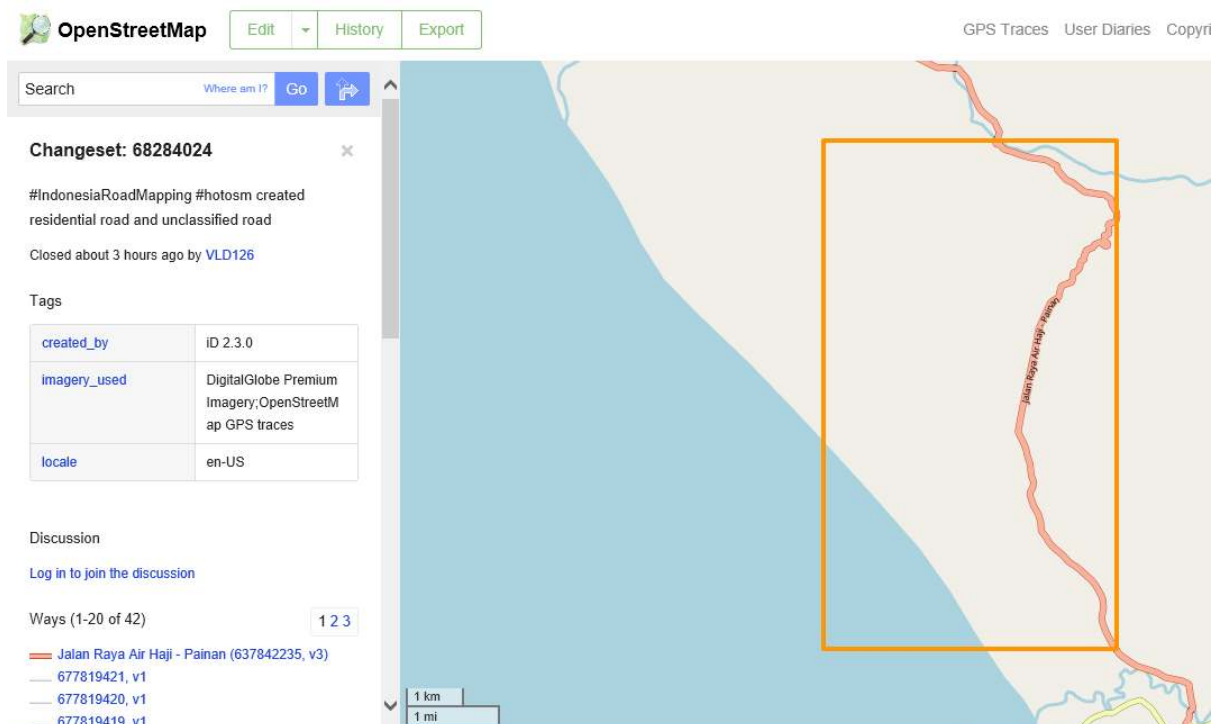 OpenStreetMap
Edit
History
Export
GPS Traces User Diaries Copyri
Search
Where am I?
Go
Changeset: 68284024
#IndonesiaRoadMapping #hotosm created
residential road and unclassified road
Closed about 3 hours ago by VLD126
Tags
created_by
iD 2.3.0
imagery_used
DigitalGlobe Premium
Imagery;OpenStreetM
ap GPS traces
locale
en-US
Discussion
Log in to join the discussion
Ways (1-20 of 42)
1 2 3
Jalan Raya Air Haji - Painan (637842235, v3)
677819421, v1
677819420, v1
677819419, v1
Jalan Raya Air Haji - Painan
1 km
1 mi